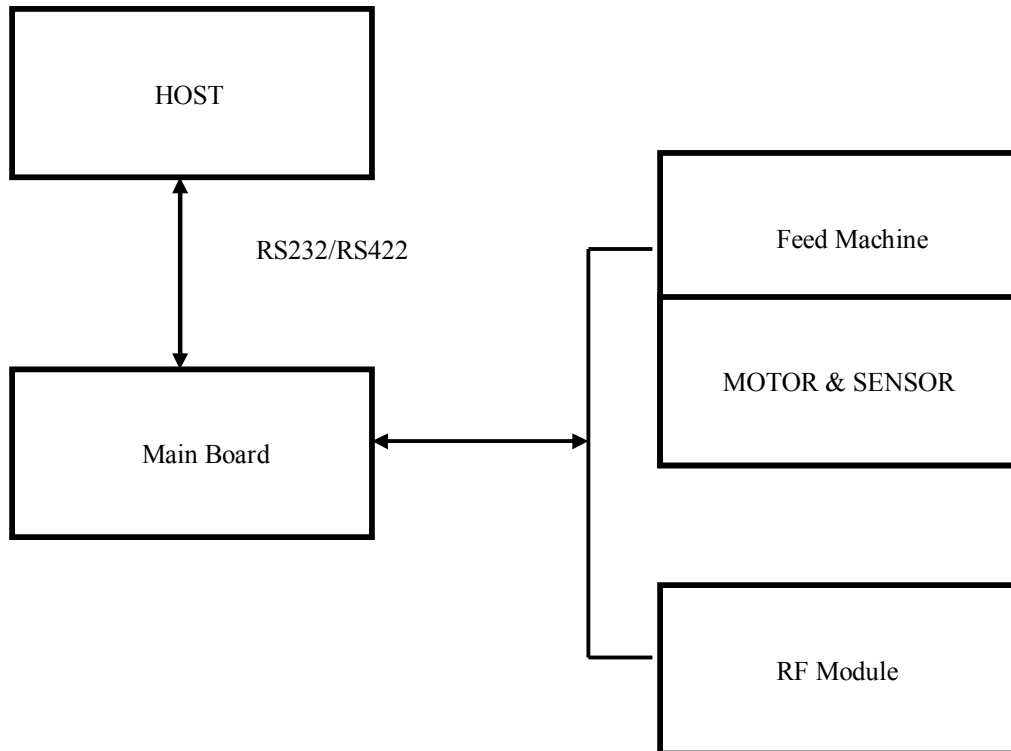 HOST
RS232/RS422
Feed Machine
MOTOR & SENSOR
Main Board
RF Module